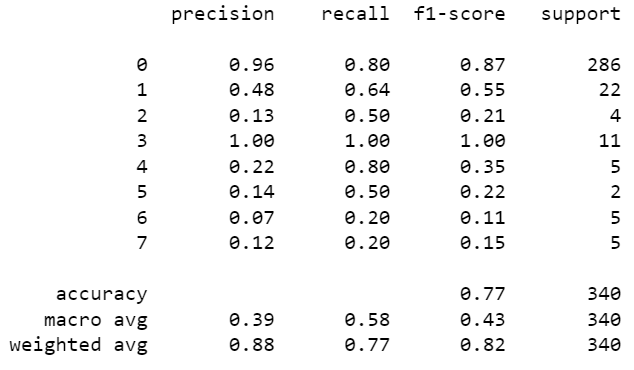 precision recall f1-score support
0 0.96 0.80 0.87 286
1 0.48 0.64 0.55 22
2 0.13 0.50 0.21 4
3 1.00 1.00 1.00 11
4 0.22 0.80 0.35 5
5 0.14 0.50 0.22 2
6 0.07 0.20 0.11 5
7 0.12 0.20 0.15 5
accuracy 0.77 340
macro avg 0.39 0.58 0.43 340
weighted avg 0.88 0.77 0.82 340